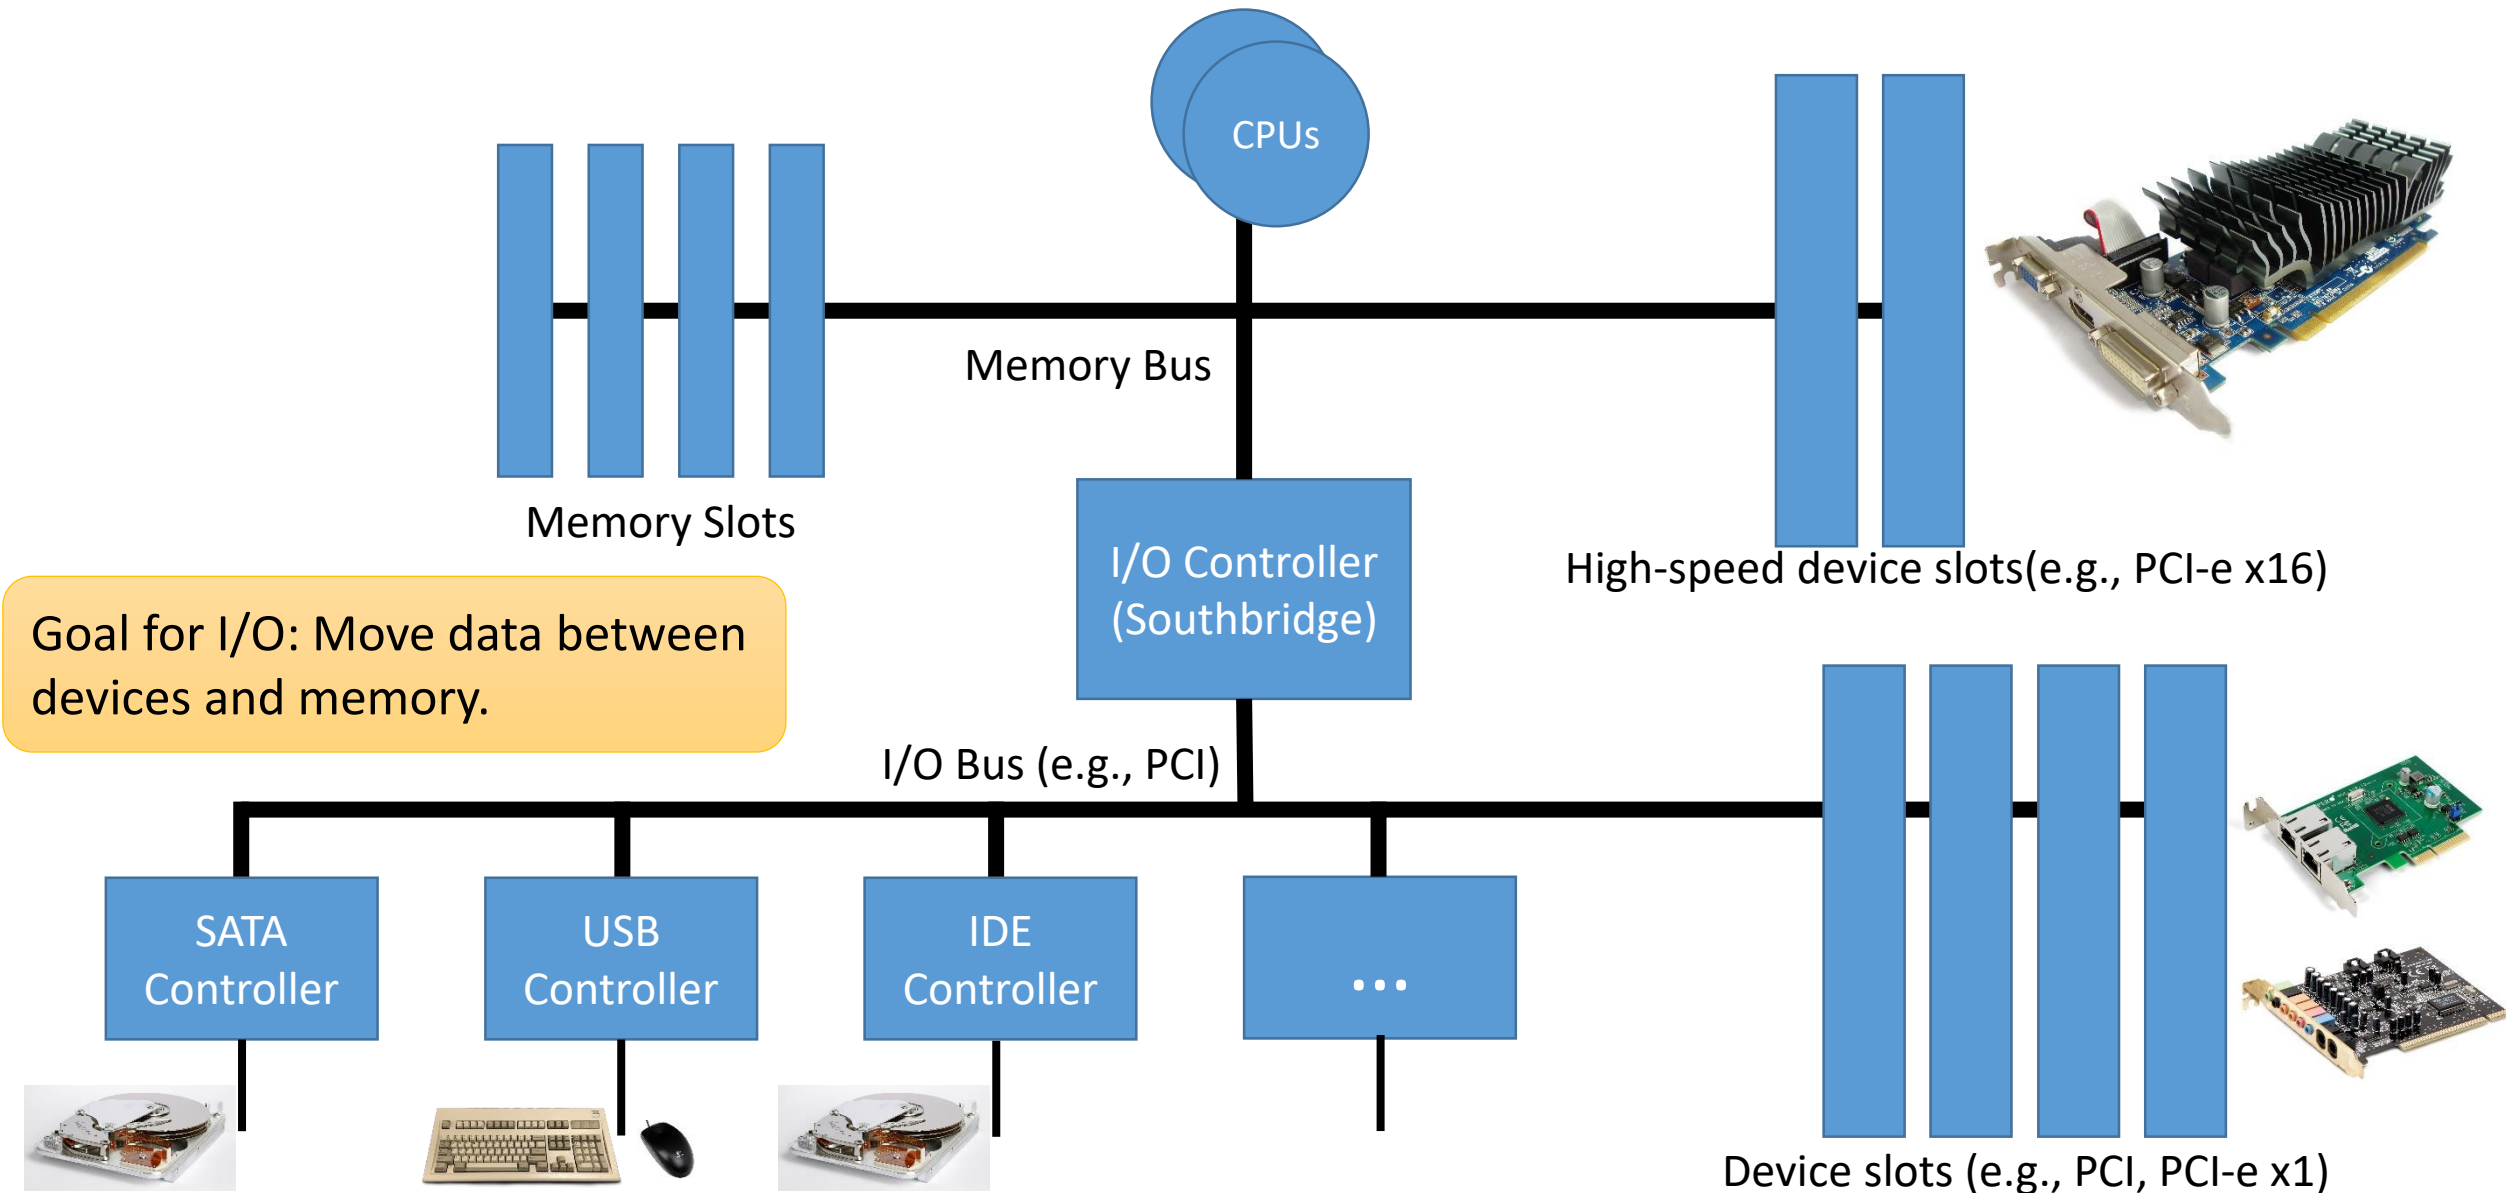 CPUs
Memory Bus
Memory Slots
I/O Controller
(Southbridge)
High-speed device slots(e.g., PCI-e x16)
Goal for I/O: Move data between
devices and memory.
I/O Bus (e.g., PCI)
SATA
Controller
USB
Controller
IDE
Controller
...
Device slots (e.g., PCI, PCI-e x1)